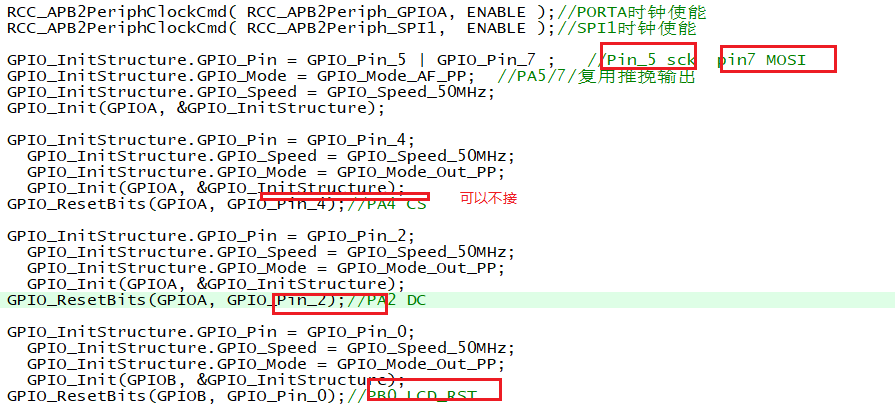 RCC_APB2PeriphClockCmd( RCC_APB2Periph_GPIOA, ENABLE );//PORTA时钟使能
RCC_APB2PeriphClockCmd( RCC_APB2Periph_SPI1,  ENABLE );//SPI1时钟使能
GPIO_InitStructure.GPIO_Pin = GPIO_Pin_5 | GPIO_Pin_7 ;    //Pin_5 sck  pin7 MOSI
GPIO_InitStructure.GPIO_Mode = GPIO_Mode_AF_PP;  //PA5/7/复用推挽输出
GPIO_InitStructure.GPIO_Speed = GPIO_Speed_50MHz;
GPIO_Init(GPIOA, &GPIO_InitStructure);
GPIO_InitStructure.GPIO_Pin = GPIO_Pin_4;
  GPIO_InitStructure.GPIO_Speed = GPIO_Speed_50MHz;
  GPIO_InitStructure.GPIO_Mode = GPIO_Mode_Out_PP;
  GPIO_Init(GPIOA, &GPIO_InitStructure);
GPIO_ResetBits(GPIOA, GPIO_Pin_4);//PA4 CS 可以不接
GPIO_InitStructure.GPIO_Pin = GPIO_Pin_2;
  GPIO_InitStructure.GPIO_Speed = GPIO_Speed_50MHz;
  GPIO_InitStructure.GPIO_Mode = GPIO_Mode_Out_PP;
  GPIO_Init(GPIOA, &GPIO_InitStructure);
GPIO_ResetBits(GPIOA, GPIO_Pin_2);//PA2 DC
GPIO_InitStructure.GPIO_Pin = GPIO_Pin_0;
  GPIO_InitStructure.GPIO_Speed = GPIO_Speed_50MHz;
  GPIO_InitStructure.GPIO_Mode = GPIO_Mode_Out_PP;
  GPIO_Init(GPIOB, &GPIO_InitStructure);
GPIO_ResetBits(GPIOB, GPIO_Pin_0);//PB0 LCD_RST